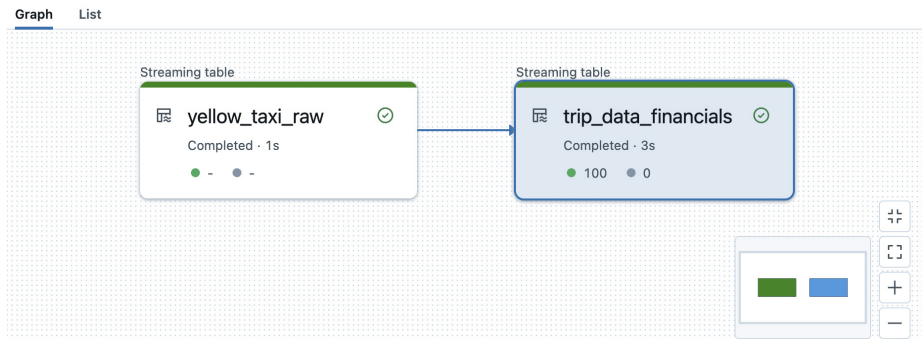 Graph List
Streaming table
yellow_taxi_raw
Completed · 1s
- -
Streaming table
trip_data_financials
Completed · 3s
100 0